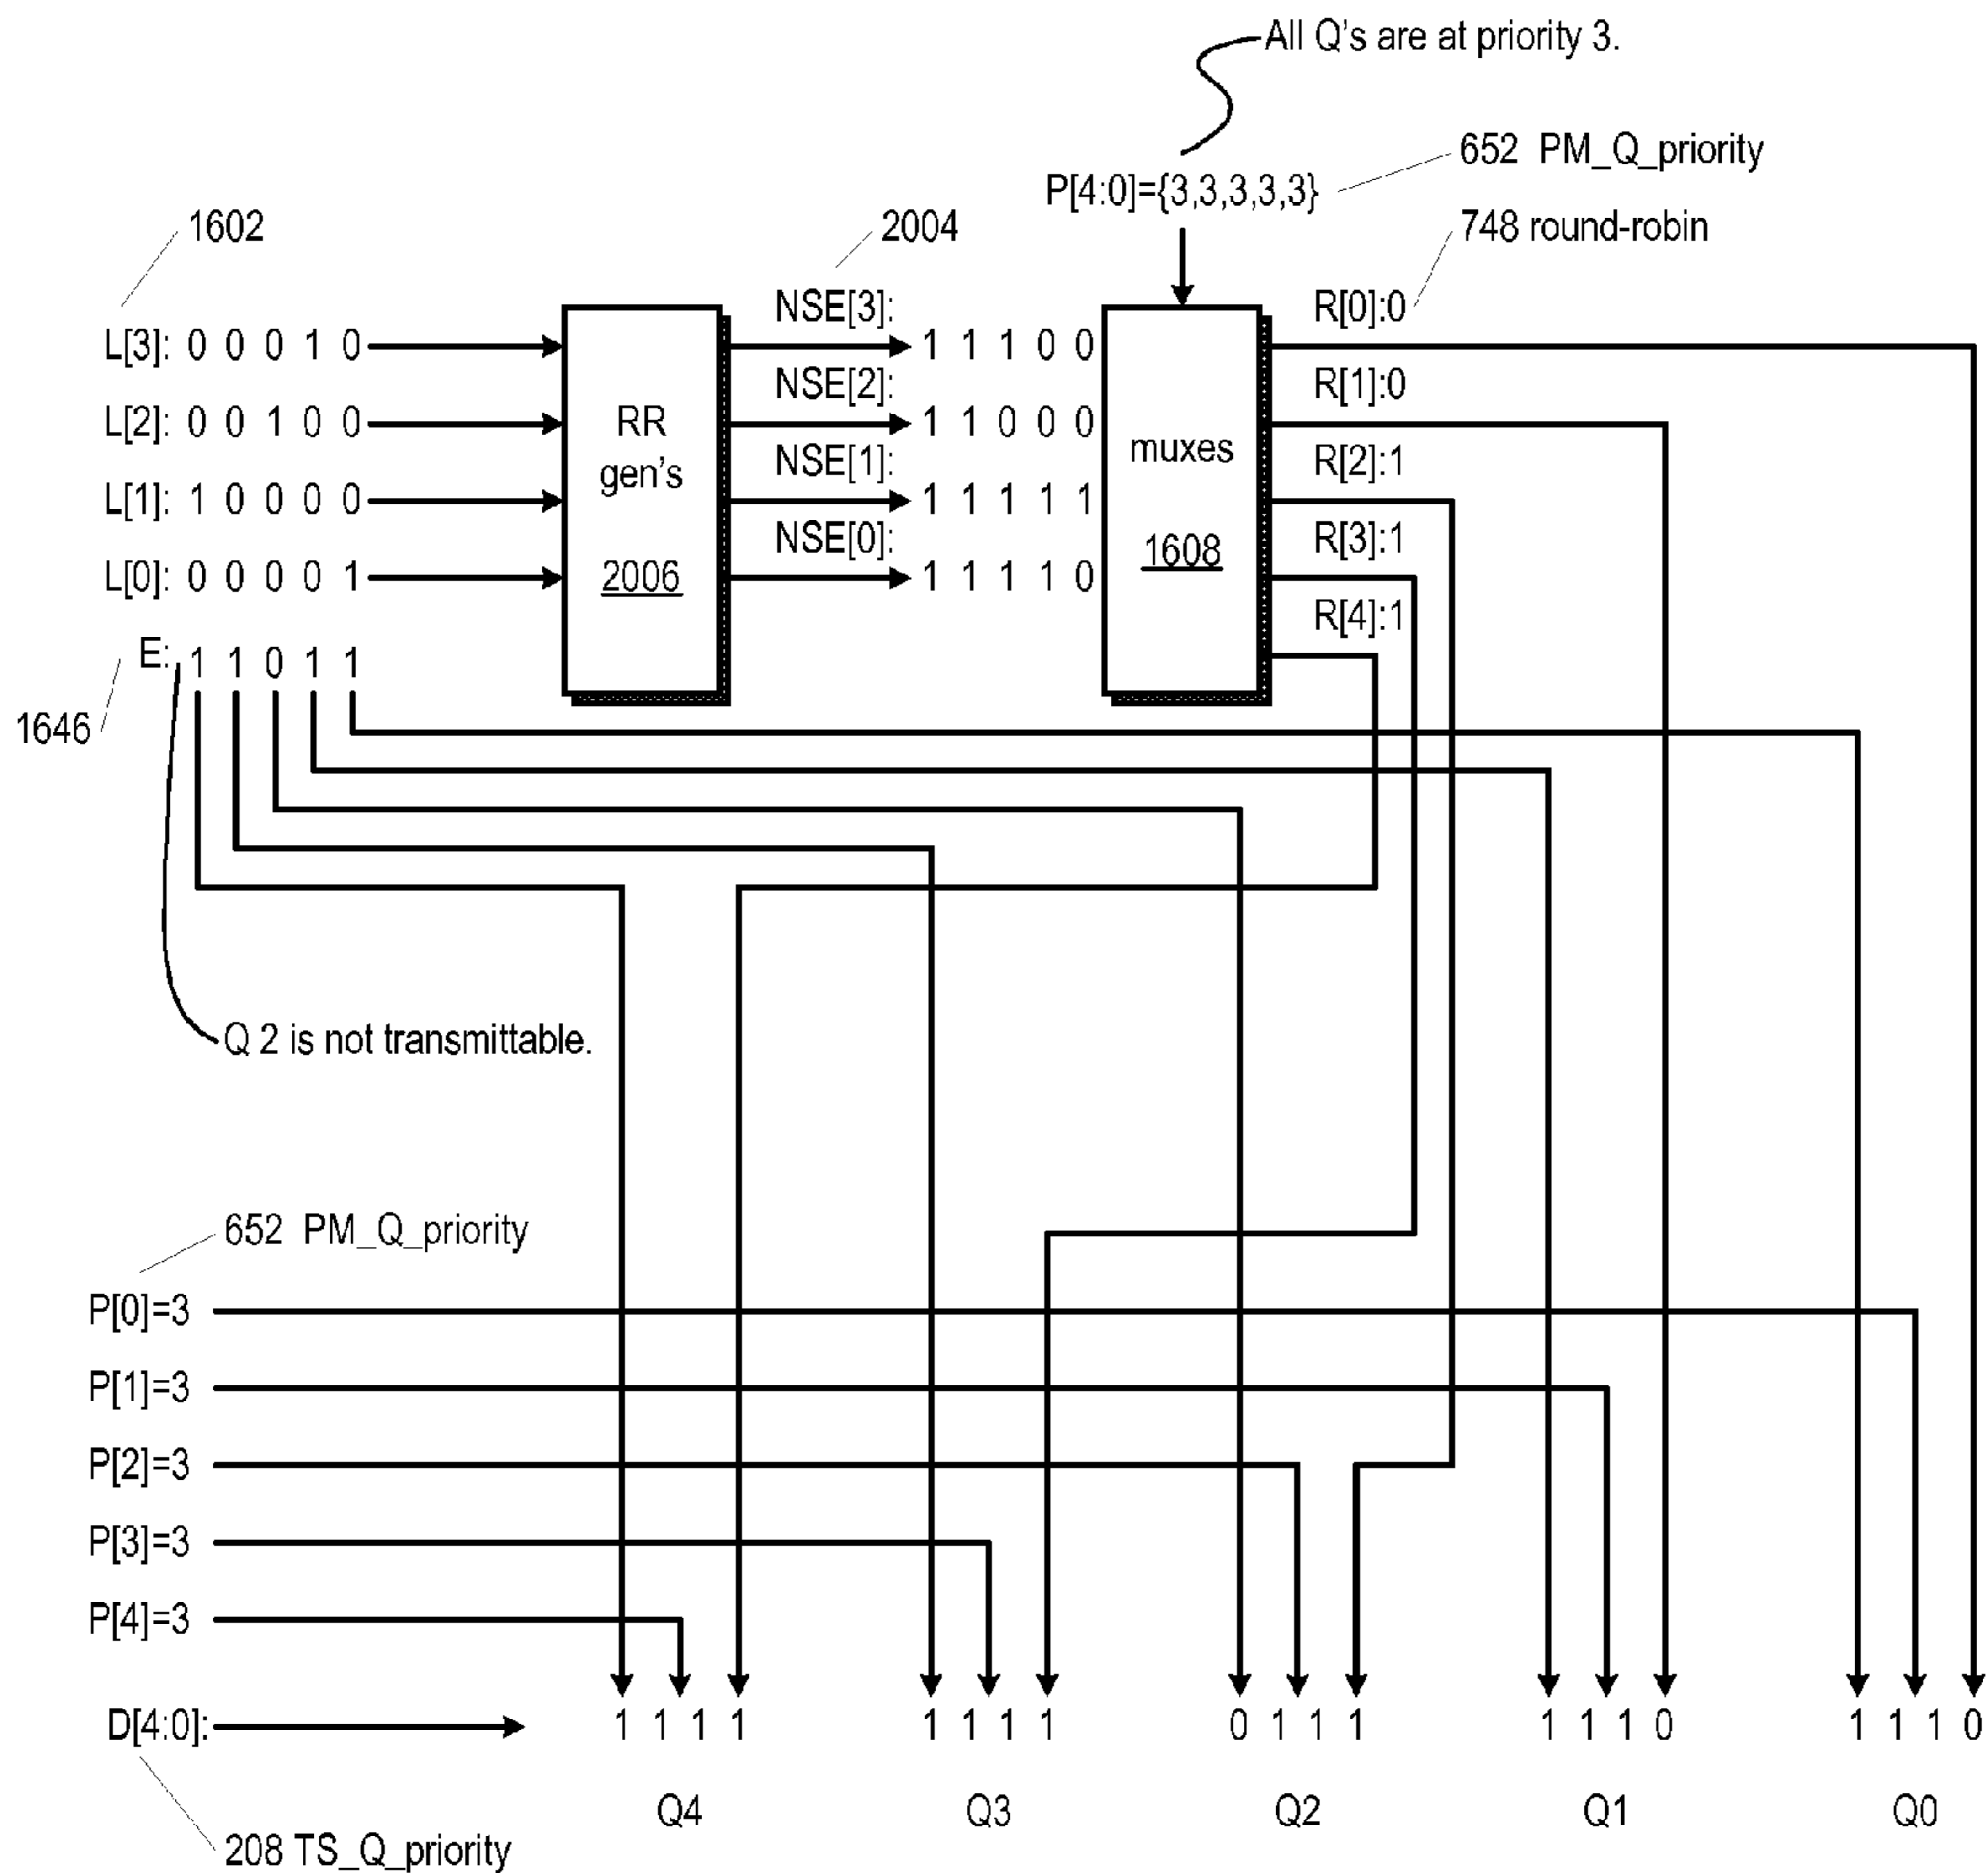 All Q's are at priority 3.
652 PM_Q_priority
P[4:0]={3,3,3,3,3}
1602
2004
748 round-robin
L[3]: 0 0 0 1 0
L[2]: 0 0 1 0 0
L[1]: 1 0 0 0 0
L[0]: 0 0 0 0 1
E: 1 1 0 1 1
1646
RR
gen's
2006
NSE[3]:
1 1 1 0 0
NSE[2]:
1 1 0 0 0
NSE[1]:
1 1 1 1 1
NSE[0]:
1 1 1 1 0
muxes
1608
R[0]:0
R[1]:0
R[2]:1
R[3]:1
R[4]:1
Q 2 is not transmittable.
652 PM_Q_priority
P[0]=3
P[1]=3
P[2]=3
P[3]=3
P[4]=3
D[4:0]: 1 1 1 1 1 1 1 1 0 1 1 1 1 1 1 0 1 1 1 0
Q4 Q3 Q2 Q1 Q0
208 TS_Q_priority